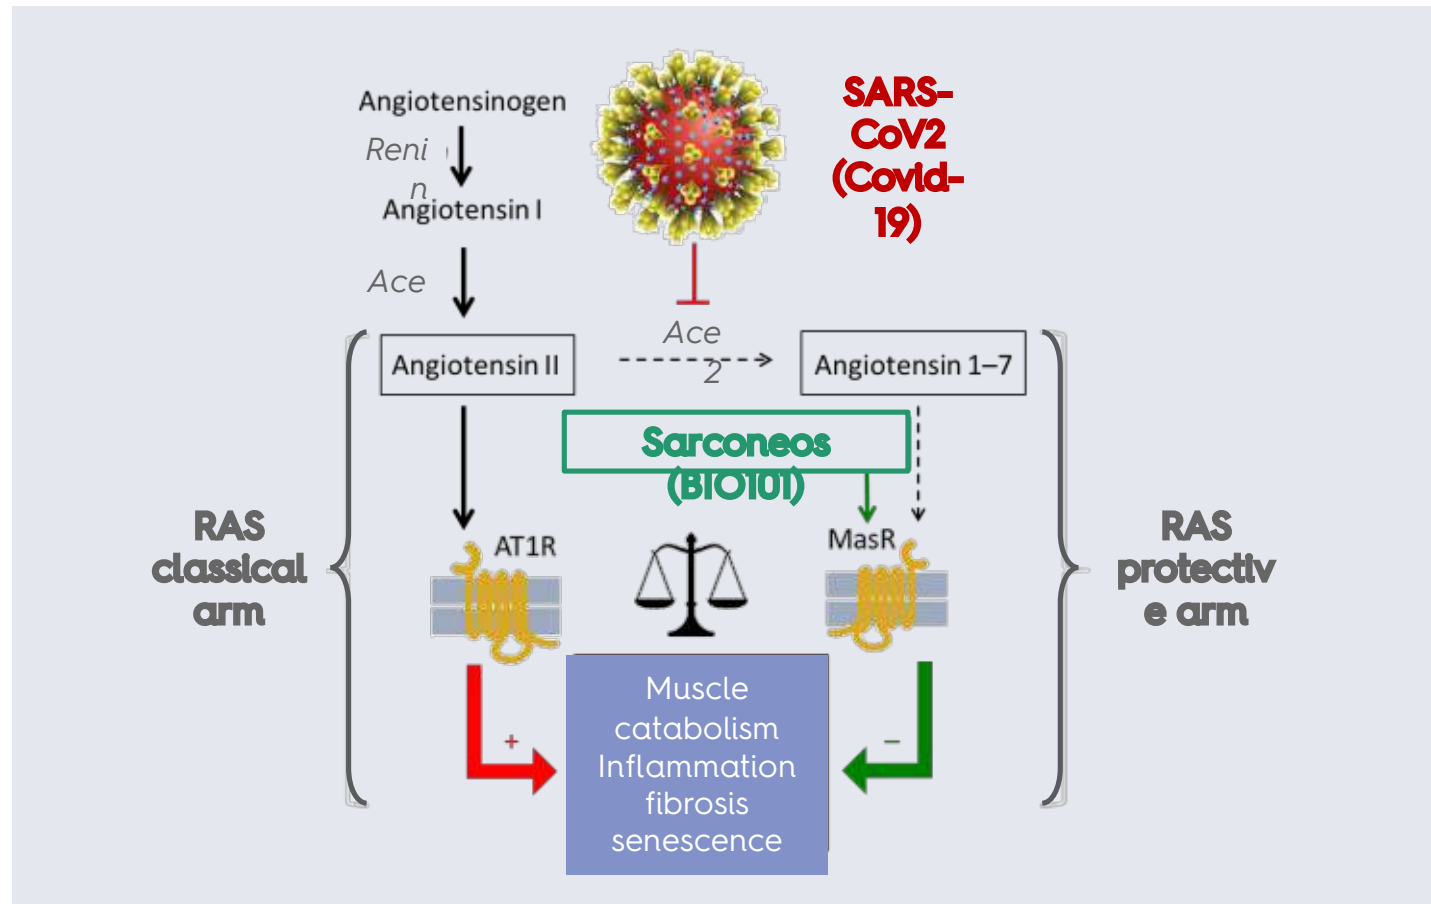 Angiotensinogen
Reni
n
Angiotensin I
Ace
SARS-
CoV2
(Covid-
19)
Ace
2
Angiotensin II
Angiotensin 1–7
Sarconeos
(BIO101)
RAS
classical
arm
AT1R
MasR
RAS
protectiv
e arm
+
–
Muscle
catabolism
Inflammation
fibrosis
senescence